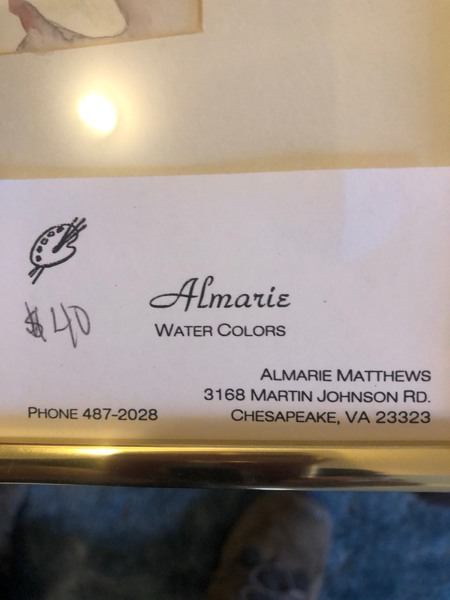 Almarie
$40
WATER COLORS
ALMARIE MATTHEWS
3168 MARTIN JOHNSON RD.
PHONE 487-2028
CHESAPEAKE, VA 23323